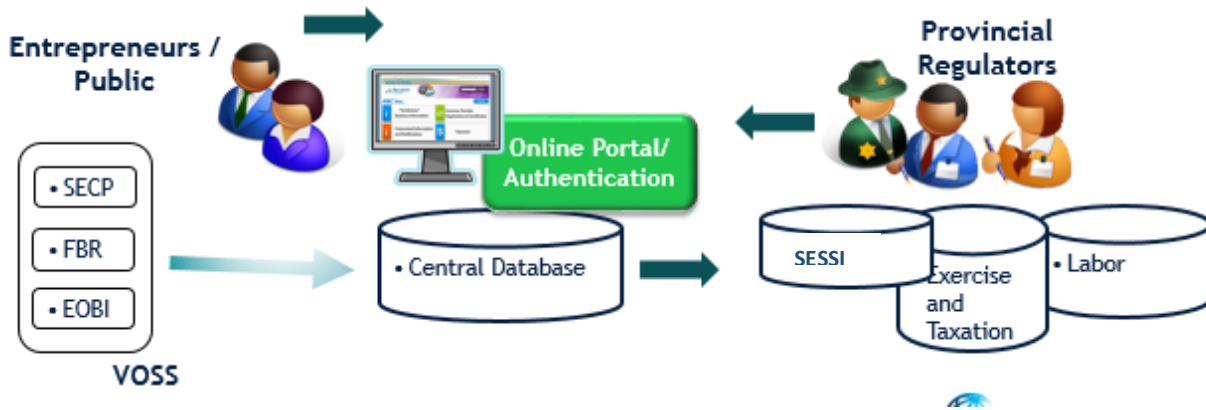 Entrepreneurs /
Public
Provincial
Regulators
Online Portal/
Authentication
• SECP
• FBR
• EOBI
VOSS
• Central Database
SESSI
Exercise
and
Taxation
• Labor